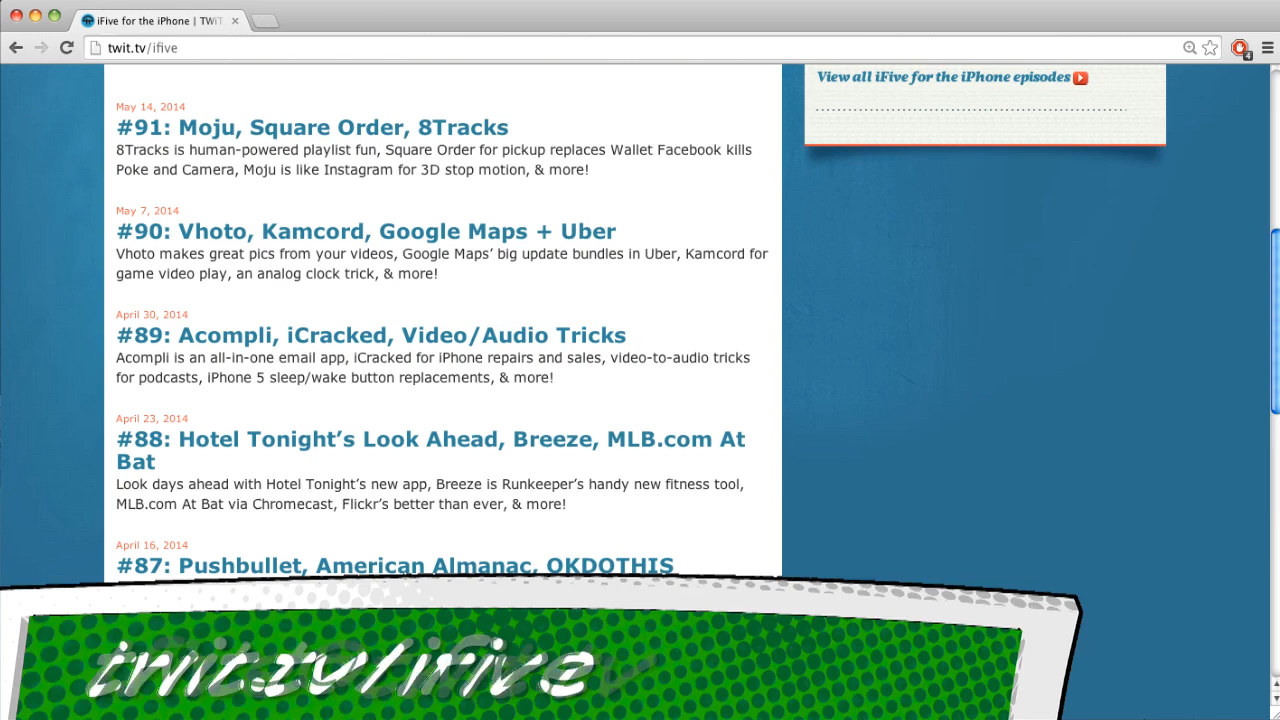 iFive for the iPhone | TWiT
twit.tv/ifive
4
View all iFive for the iPhone episodes
May 14, 2014
#91: Moju, Square Order, 8Tracks
8Tracks is human-powered playlist fun, Square Order for pickup replaces Wallet Facebook kills
Poke and Camera, Moju is like Instagram for 3D stop motion, & more!
May 7, 2014
#90: Vhoto, Kamcord, Google Maps + Uber
Vhoto makes great pics from your videos, Google Maps’ big update bundles in Uber, Kamcord for
game video play, an analog clock trick, & more!
April 30, 2014
#89: Acompli, iCracked, Video/Audio Tricks
Acompli is an all-in-one email app, iCracked for iPhone repairs and sales, video-to-audio tricks
for podcasts, iPhone 5 sleep/wake button replacements, & more!
April 23, 2014
#88: Hotel Tonight’s Look Ahead, Breeze, MLB.com At
Bat
Look days ahead with Hotel Tonight’s new app, Breeze is Runkeeper’s handy new fitness tool,
MLB.com At Bat via Chromecast, Flickr’s better than ever, & more!
April 16, 2014
#87: Pushbullet, American Almanac, OKDOTHIS